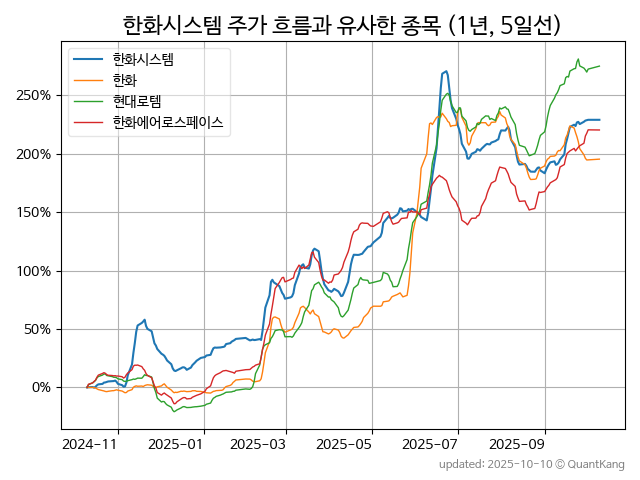 한화시스템 주가 흐름과 유사한 종목 (1년, 5일선)
한화시스템
한화
현대로템
한화에어로스페이스
250%
200%
150%
100%
50%
0%
2024-11 2025-01 2025-03 2025-05 2025-07 2025-09
updated: 2025-10-10 © QuantKang